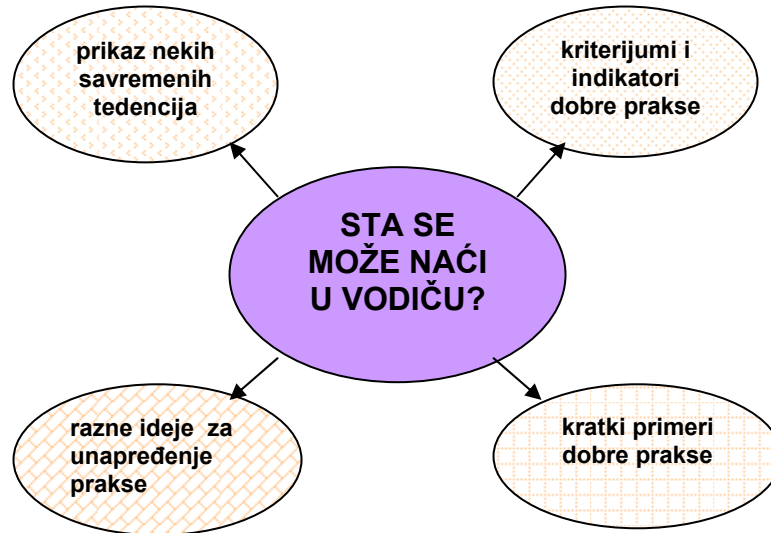 prikaz nekih
savremenih
tedencija
kriterijumi i
indikatori
dobre prakse
STA SE
MOŽE NAĆI
U VODIČU?
razne ideje za
unapređenje
prakse
kratki primeri
dobre prakse